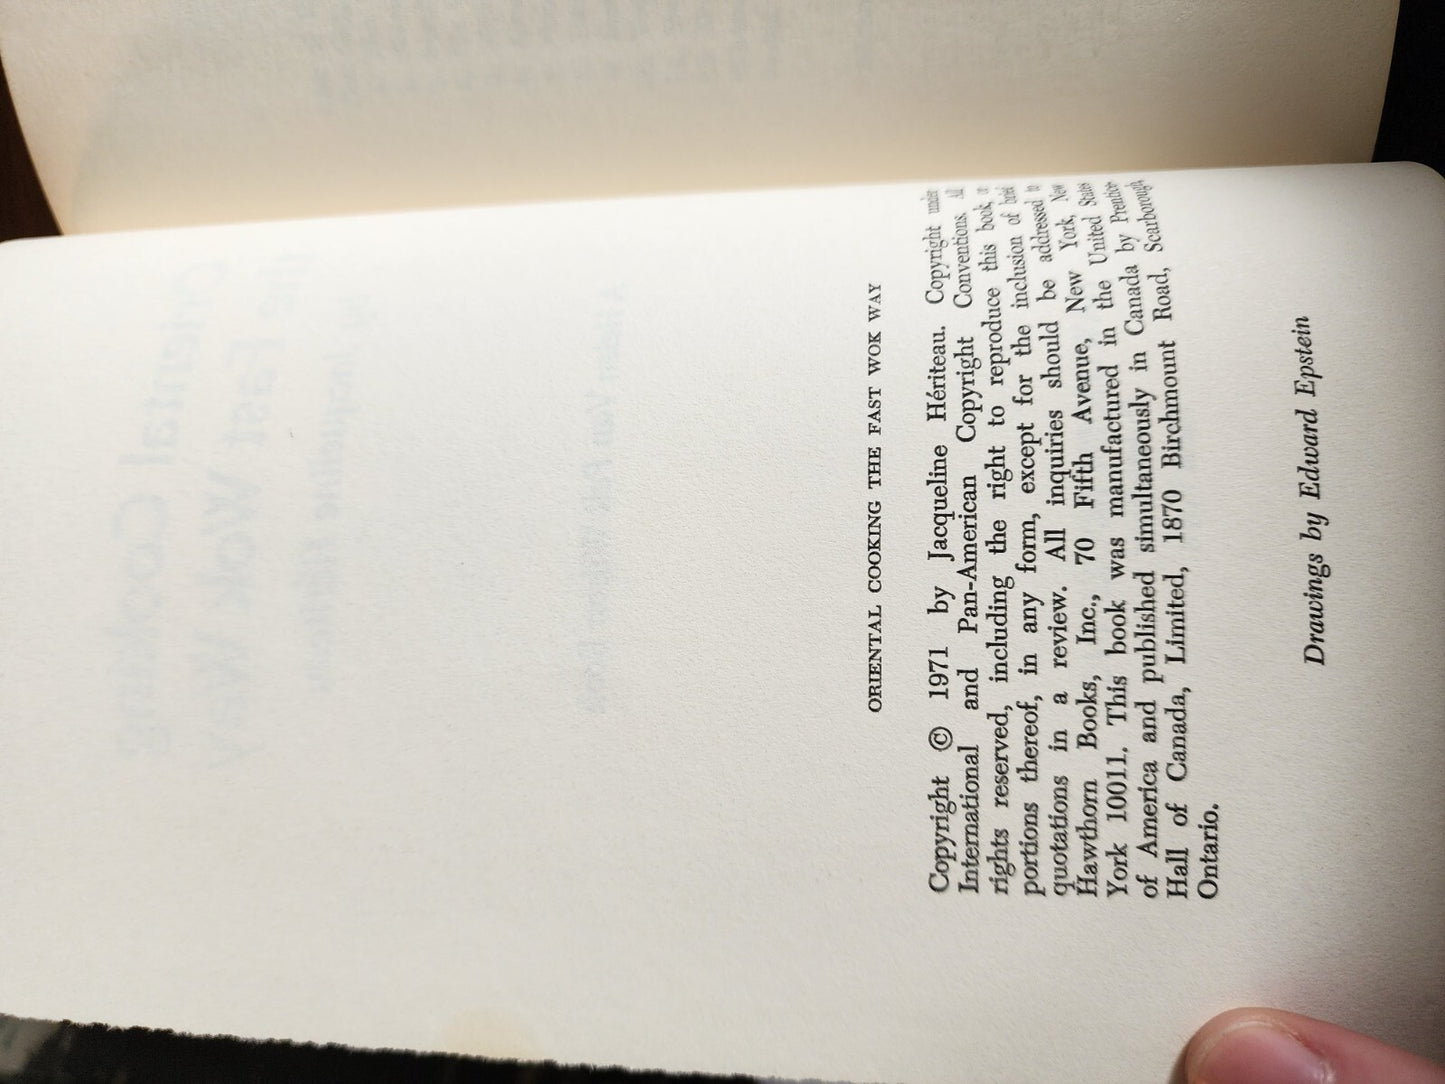 ORIENTAL COOKING THE FAST WOK WAY
Copyright © 1971 by Jacqueline Hériteau. Copyright under
International and Pan-American Copyright Conventions. All
rights reserved, including the right to reproduce this book, or
portions thereof, in any form, except for the inclusion of brief
quotations in a review. All inquiries should be addressed to
Hawthorn Books, Inc., 70 Fifth Avenue, New York, New
York 10011. This book was manufactured in the United States
of America and published simultaneously in Canada by Prentice-
Hall of Canada, Limited, 1870 Birchmount Road, Scarborough,
Ontario.
Drawings by Edward Epstein